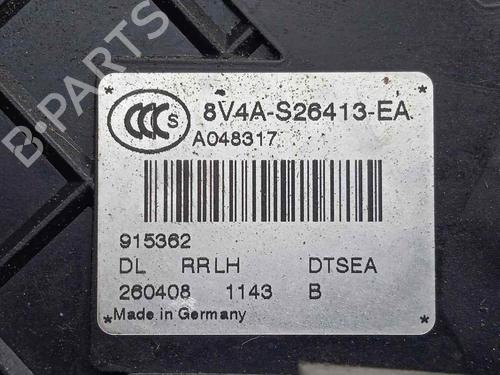 B-PARTS
CCC S 8V4A-S26413-EA
A048317
915362
DL RRLH DTSEA
260408 1143 B
*Made in Germany *